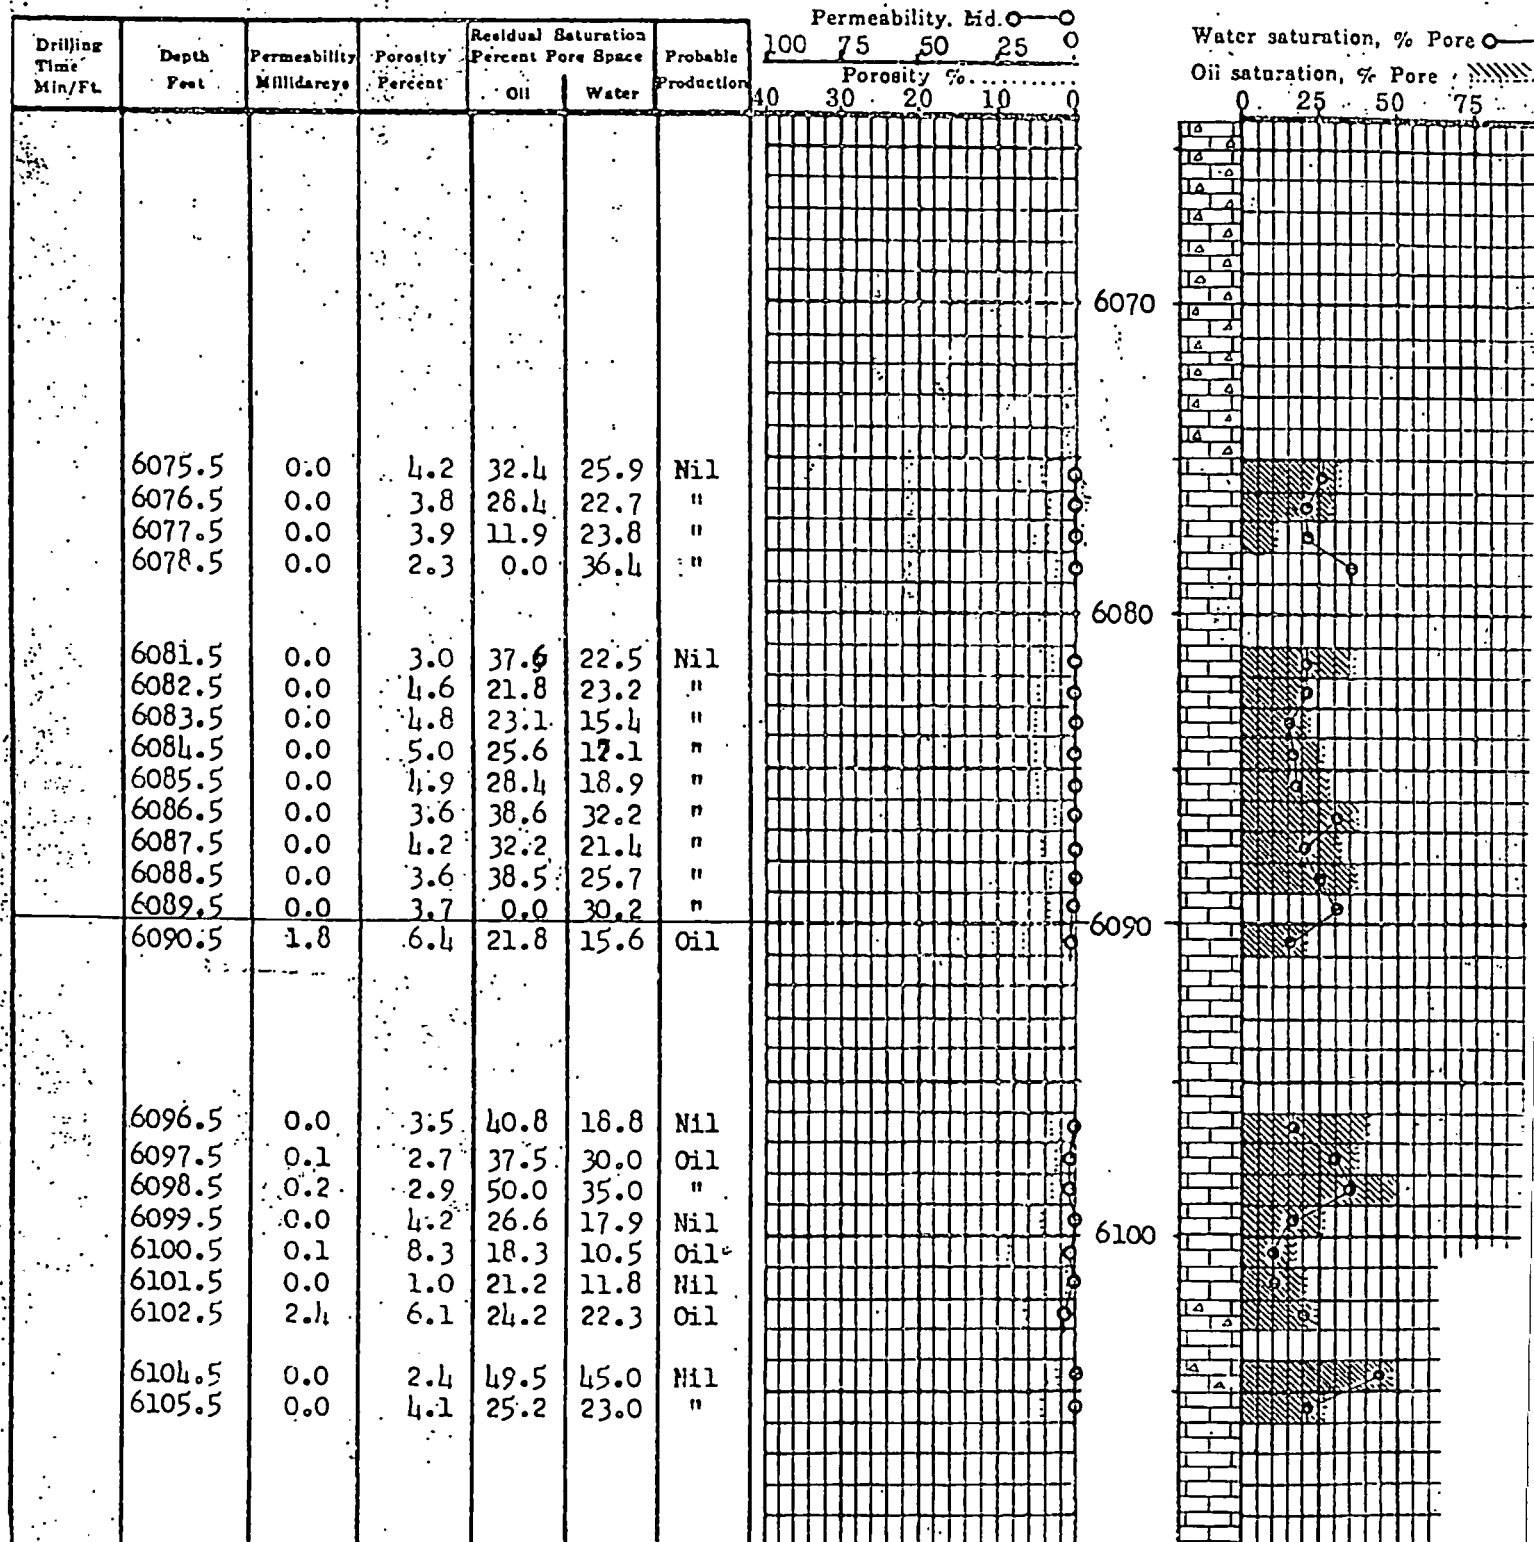 Drilling Time Min/Ft.
Depth Feet
Permeability Millidarcys
Porosity Percent
Residual Saturation Percent Pore Space
Oil
Water
Probable Production
Permeability, Md.
100 75 50 25 0
Porosity %
40 30 20 10 0
Water saturation, % Pore
Oil saturation, % Pore
0 25 50 75
6070
6075.5 0.0 4.2 32.4 25.9 Nil
6076.5 0.0 3.8 28.4 22.7 "
6077.5 0.0 3.9 11.9 23.8 "
6078.5 0.0 2.3 0.0 36.4 "
6080
6081.5 0.0 3.0 37.6 22.5 Nil
6082.5 0.0 4.6 21.8 23.2 "
6083.5 0.0 4.8 23.1 15.4 "
6084.5 0.0 5.0 25.6 17.1 "
6085.5 0.0 4.9 28.4 18.9 "
6086.5 0.0 3.6 38.6 32.2 "
6087.5 0.0 4.2 32.2 21.4 "
6088.5 0.0 3.6 38.5 25.7 "
6089.5 0.0 3.7 0.0 30.2 "
6090
6090.5 1.8 6.4 21.8 15.6 Oil
6096.5 0.0 3.5 40.8 18.8 Nil
6097.5 0.1 2.7 37.5 30.0 Oil
6098.5 0.2 2.9 50.0 35.0 "
6099.5 0.0 4.2 26.6 17.9 Nil
6100
6100.5 0.1 8.3 18.3 10.5 Oil
6101.5 0.0 1.0 21.2 11.8 Nil
6102.5 2.4 6.1 24.2 22.3 Oil
6104.5 0.0 2.4 49.5 45.0 Nil
6105.5 0.0 4.1 25.2 23.0 "